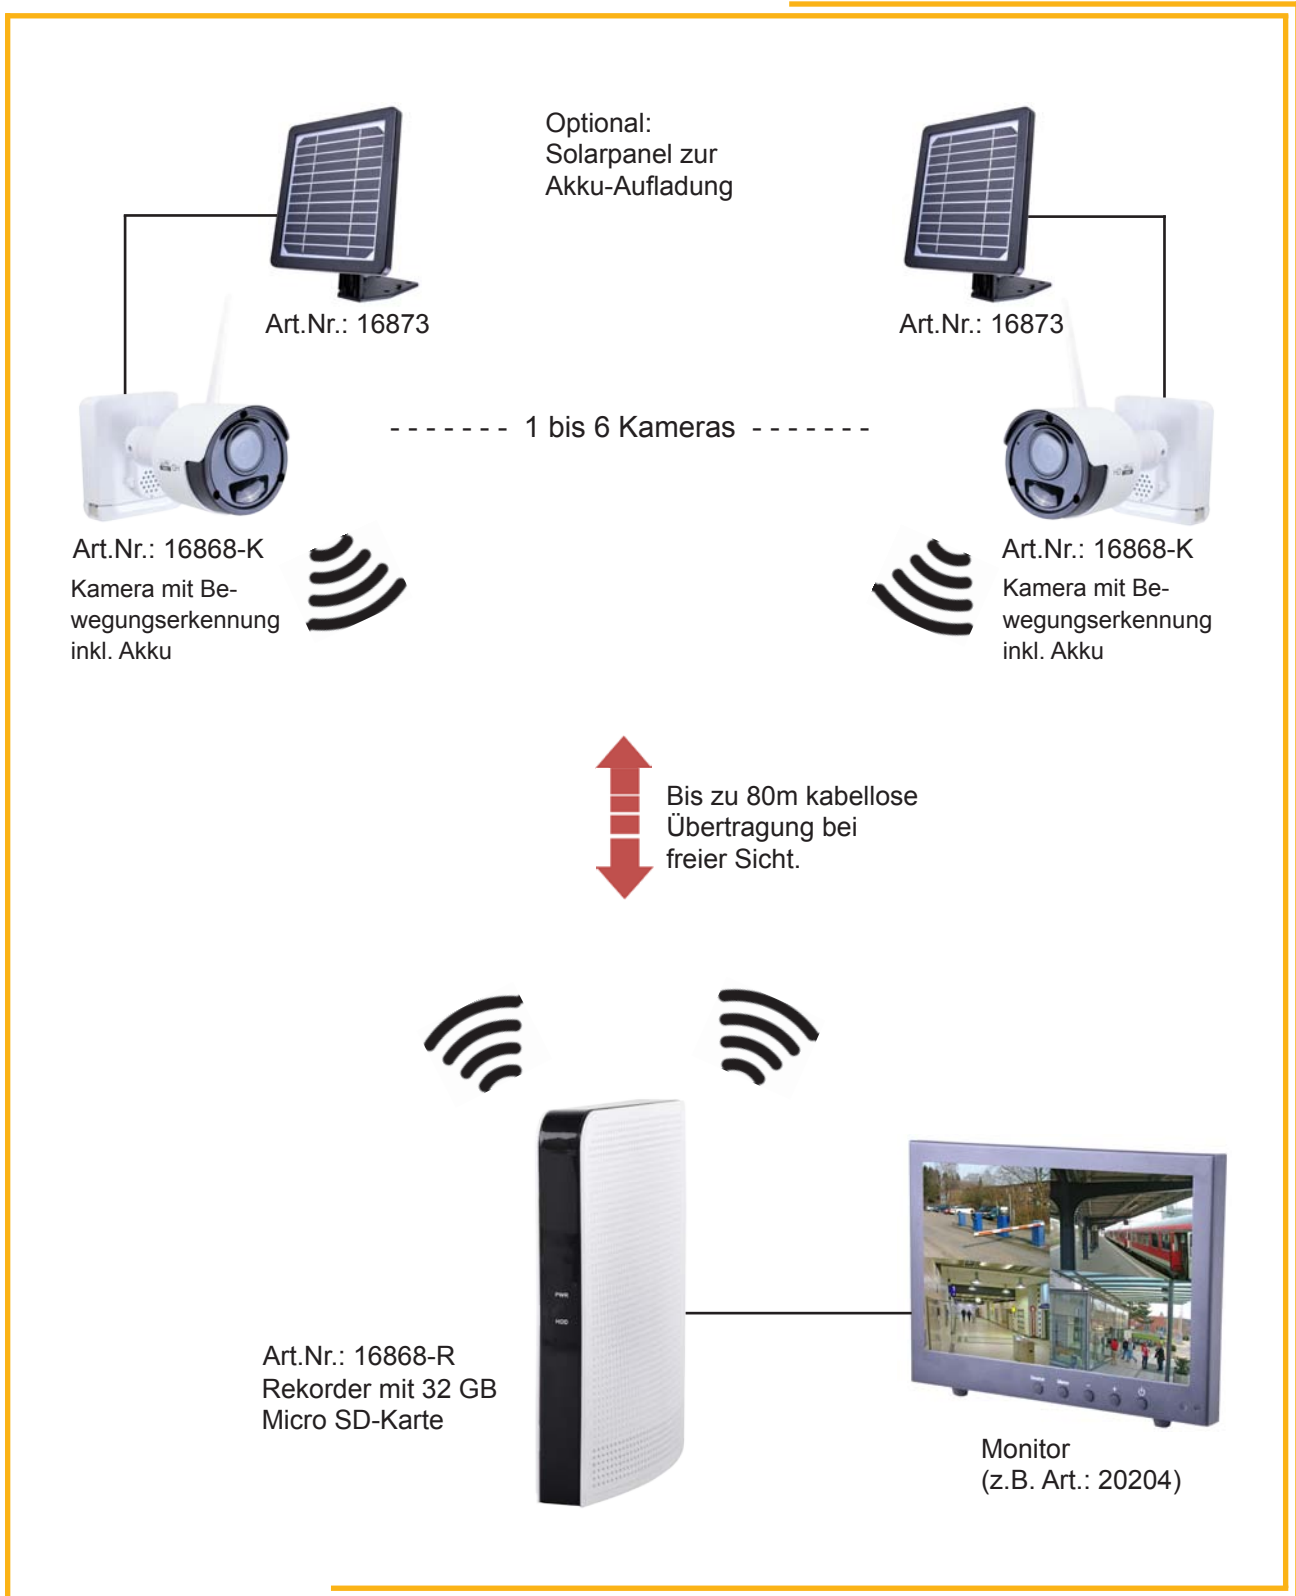 Optional:
Solarpanel zur
Akku-Aufladung
Art.Nr.: 16873
Art.Nr.: 16873
- - - - - - - 1 bis 6 Kameras - - - - - - -
Art.Nr.: 16868-K
Kamera mit Be-
wegungserkennung
inkl. Akku
Art.Nr.: 16868-K
Kamera mit Be-
wegungserkennung
inkl. Akku
Bis zu 80m kabellose
Übertragung bei
freier Sicht.
PWR
HDD
Art.Nr.: 16868-R
Rekorder mit 32 GB
Micro SD-Karte
Monitor
(z.B. Art.: 20204)